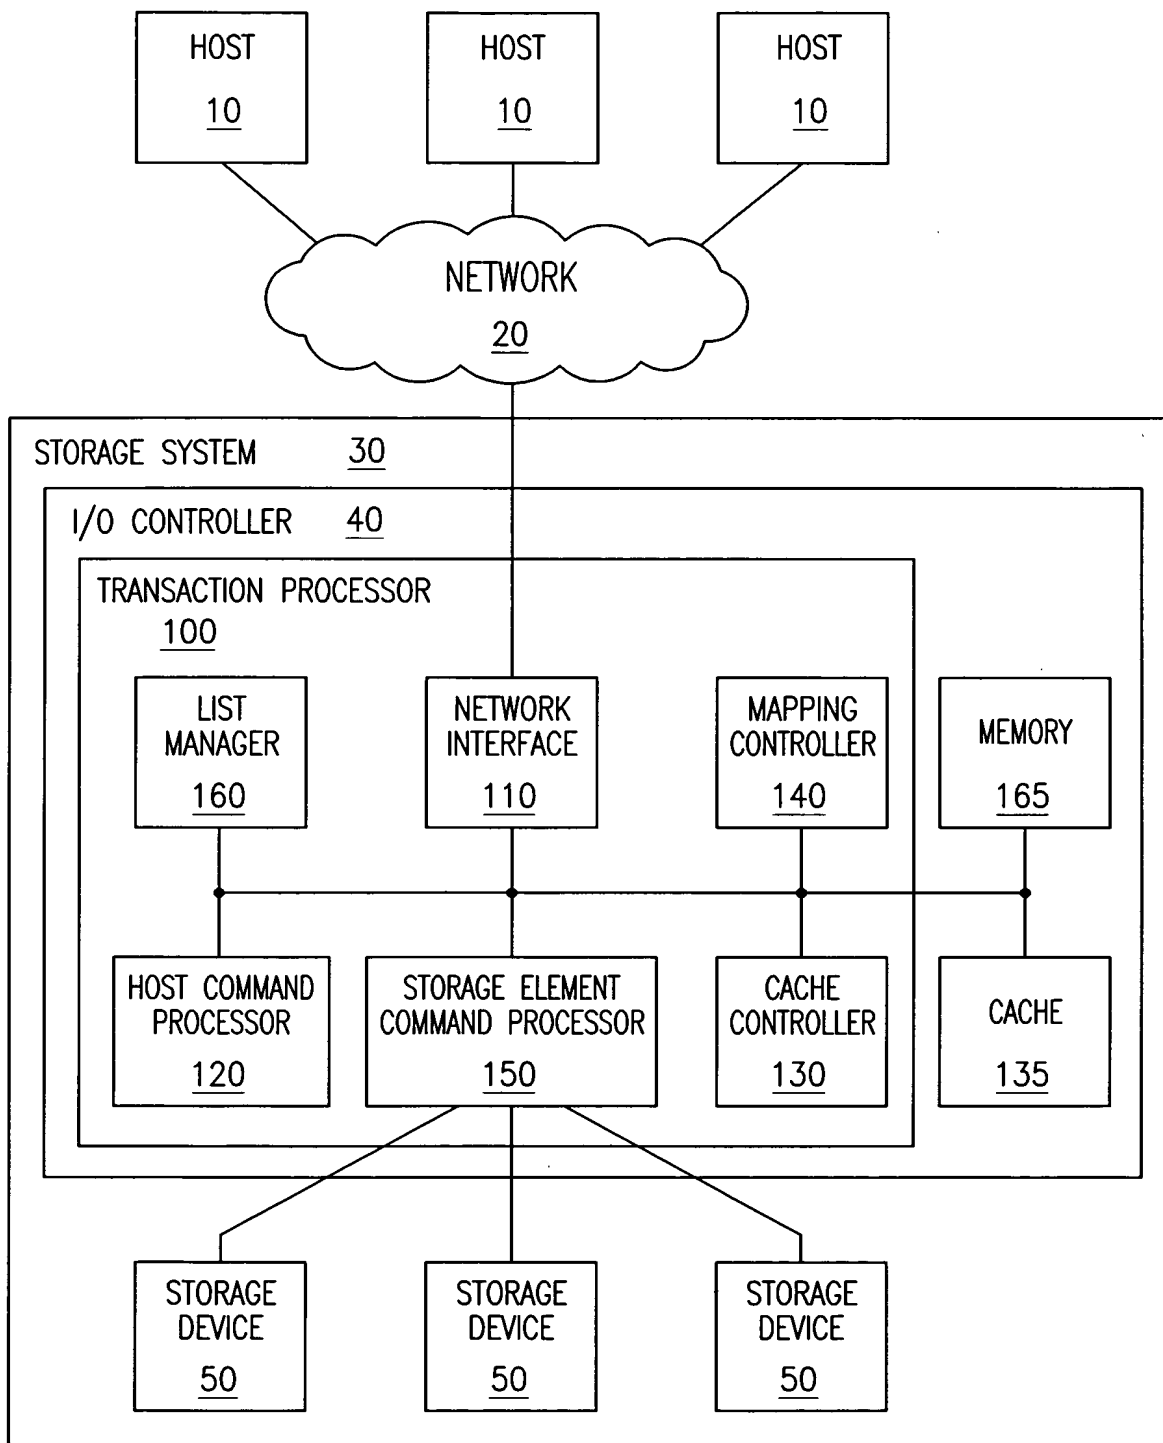 HOST
10
HOST
10
HOST
10
NETWORK
20
STORAGE SYSTEM 30
I/O CONTROLLER 40
TRANSACTION PROCESSOR
100
LIST
MANAGER
160
NETWORK
INTERFACE
110
MAPPING
CONTROLLER
140
MEMORY
165
HOST COMMAND
PROCESSOR
120
STORAGE ELEMENT
COMMAND PROCESSOR
150
CACHE
CONTROLLER
130
CACHE
135
STORAGE
DEVICE
50
STORAGE
DEVICE
50
STORAGE
DEVICE
50